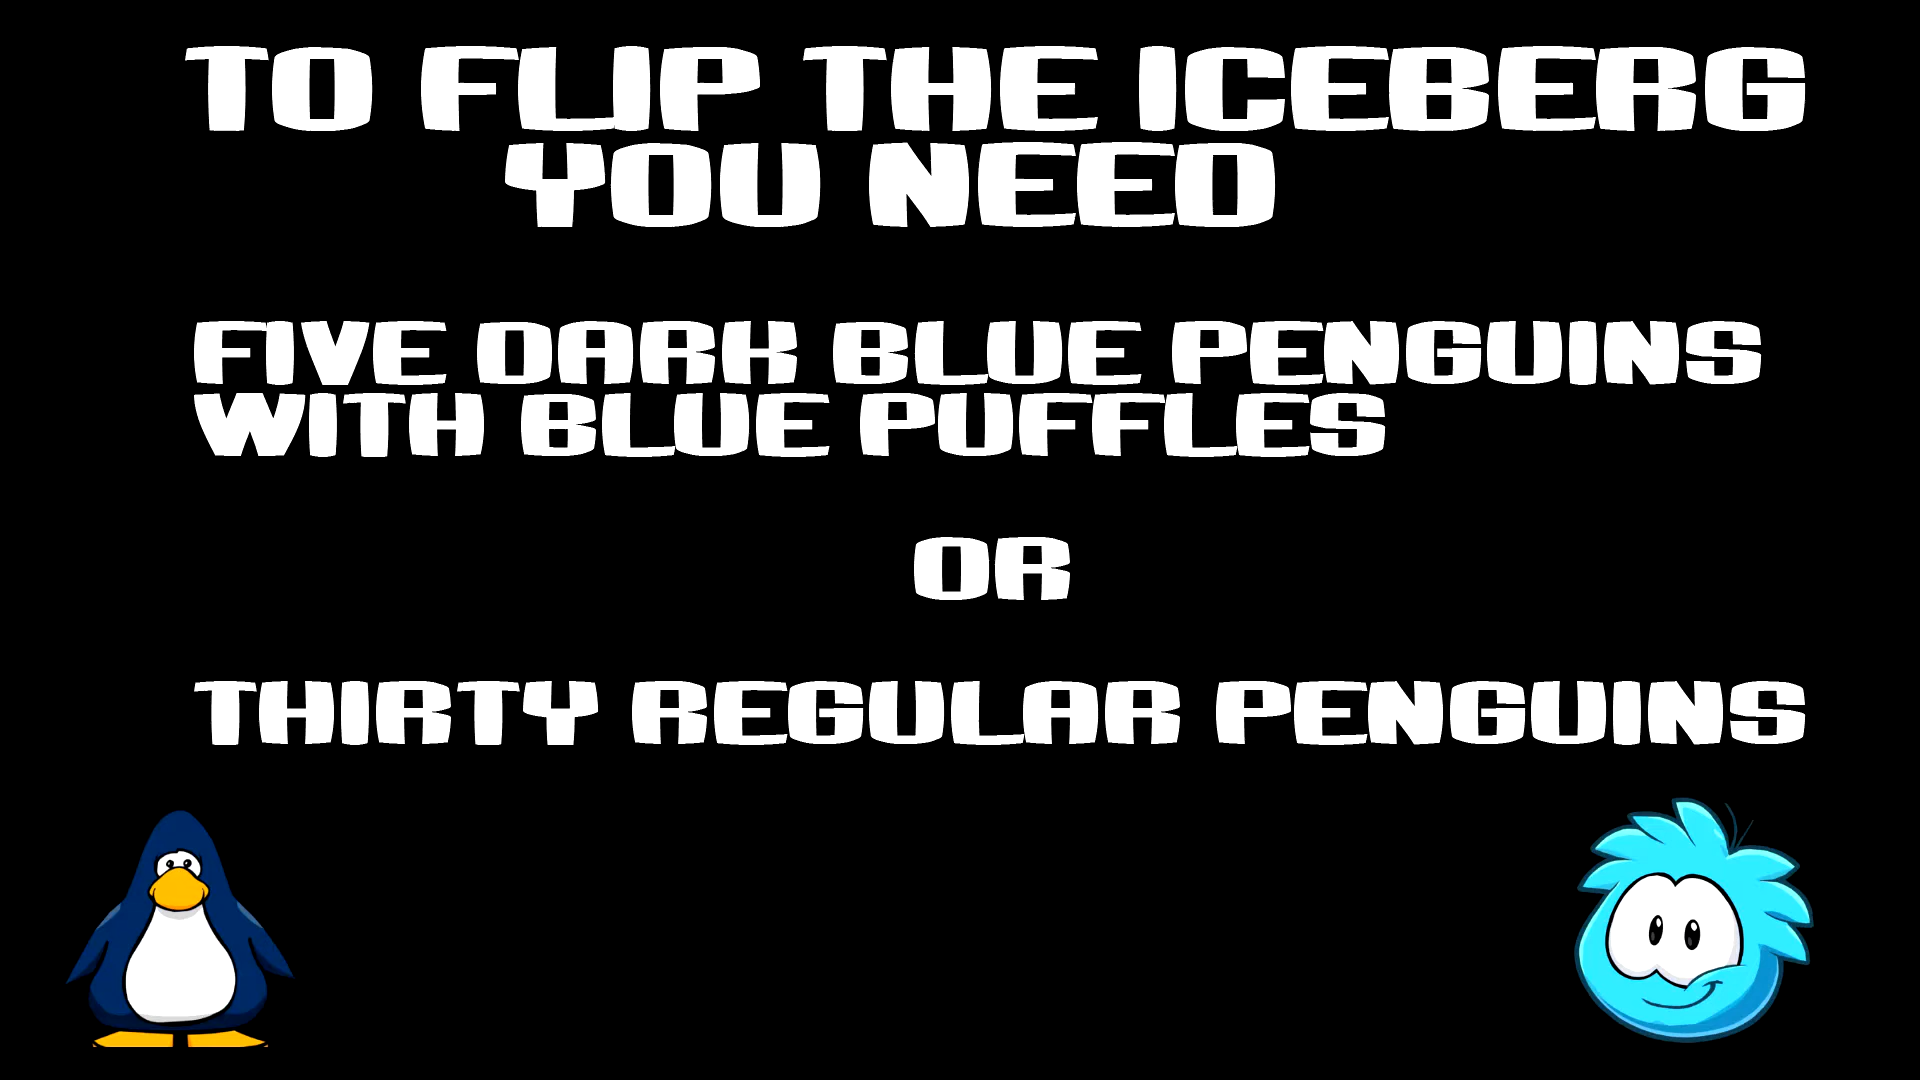 TO FLIP THE ICEBERG
YOU NEED
FIVE DARK BLUE PENGUINS
WITH BLUE PUFFLES
OR
THIRTY REGULAR PENGUINS